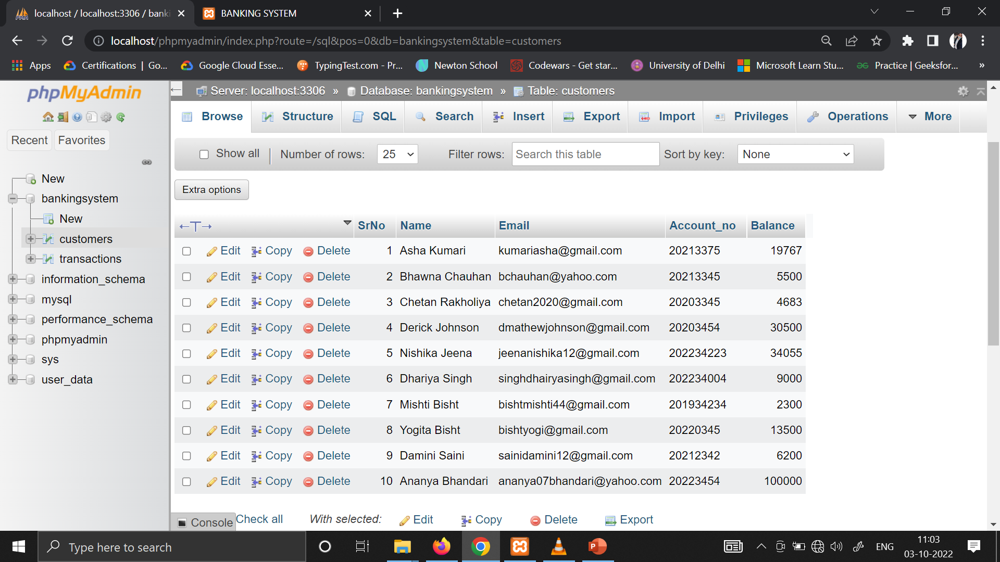 localhost / localhost:3306 / banki
BANKING SYSTEM
localhost/phpmyadmin/index.php?route=/sql&pos=0&db=bankingsystem&table=customers
Apps
Certifications | Go...
Google Cloud Esse...
TypingTest.com - Pr...
Newton School
Codewars - Get star...
University of Delhi
Microsoft Learn Stu...
Practice | Geeksfor...
»
phpMyAdmin
Recent Favorites
New
bankingsystem
New
customers
transactions
information_schema
mysql
performance_schema
phpmyadmin
sys
user_data
Server: localhost:3306 » Database: bankingsystem » Table: customers
Browse Structure SQL Search Insert Export Import Privileges Operations More
Show all Number of rows: 25 Filter rows: Search this table Sort by key: None
Extra options
←T→ SrNo Name Email Account_no Balance
Edit Copy Delete 1 Asha Kumari kumariasha@gmail.com 20213375 19767
Edit Copy Delete 2 Bhawna Chauhan bchauhan@yahoo.com 20213345 5500
Edit Copy Delete 3 Chetan Rakholiya chetan2020@gmail.com 20203345 4683
Edit Copy Delete 4 Derick Johnson dmathewjohnson@gmail.com 20203454 30500
Edit Copy Delete 5 Nishika Jeena jeenanishika12@gmail.com 202234223 34055
Edit Copy Delete 6 Dhariya Singh singhdhairyasingh@gmail.com 202234004 9000
Edit Copy Delete 7 Mishti Bisht bishtmishti44@gmail.com 201934234 2300
Edit Copy Delete 8 Yogita Bisht bishtyogi@gmail.com 20220345 13500
Edit Copy Delete 9 Damini Saini sainidamini12@gmail.com 20212342 6200
Edit Copy Delete 10 Ananya Bhandari ananya07bhandari@yahoo.com 20223454 100000
Console Check all With selected: Edit Copy Delete Export
Type here to search
ENG
11:03
03-10-2022